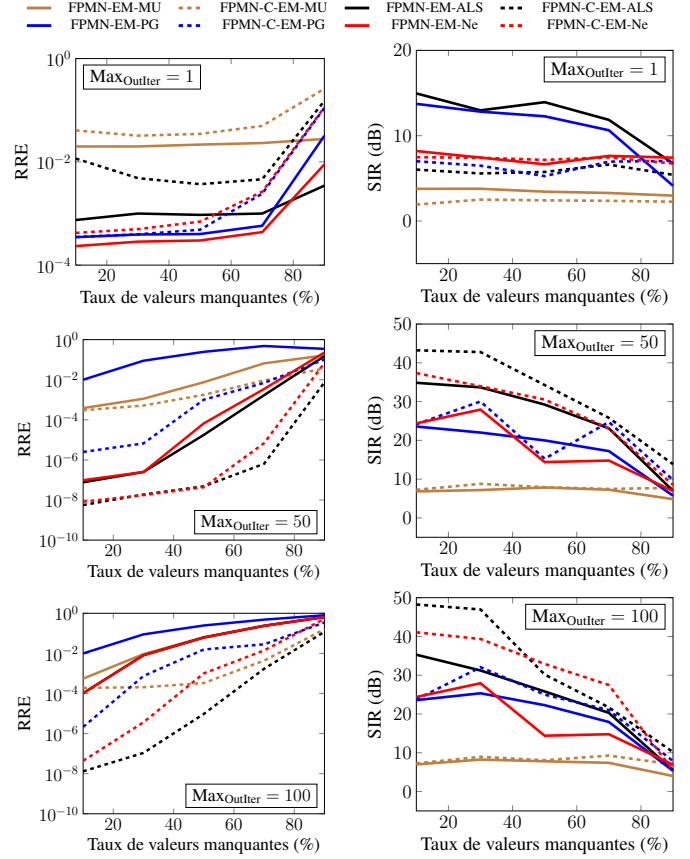 FPMN-EM-MU FPMN-C-EM-MU FPMN-EM-ALS FPMN-C-EM-ALS
FPMN-EM-PG FPMN-C-EM-PG FPMN-EM-Ne FPMN-C-EM-Ne
Max_OutIter = 1
RRE
10^0
10^−2
10^−4
20 40 60 80
Taux de valeurs manquantes (%)
Max_OutIter = 1
SIR (dB)
20
10
0
20 40 60 80
Taux de valeurs manquantes (%)
Max_OutIter = 50
RRE
10^0
10^−2
10^−4
10^−6
10^−8
10^−10
20 40 60 80
Taux de valeurs manquantes (%)
Max_OutIter = 50
SIR (dB)
50
40
30
20
10
0
20 40 60 80
Taux de valeurs manquantes (%)
Max_OutIter = 100
RRE
10^0
10^−2
10^−4
10^−6
10^−8
10^−10
20 40 60 80
Taux de valeurs manquantes (%)
Max_OutIter = 100
SIR (dB)
50
40
30
20
10
0
20 40 60 80
Taux de valeurs manquantes (%)